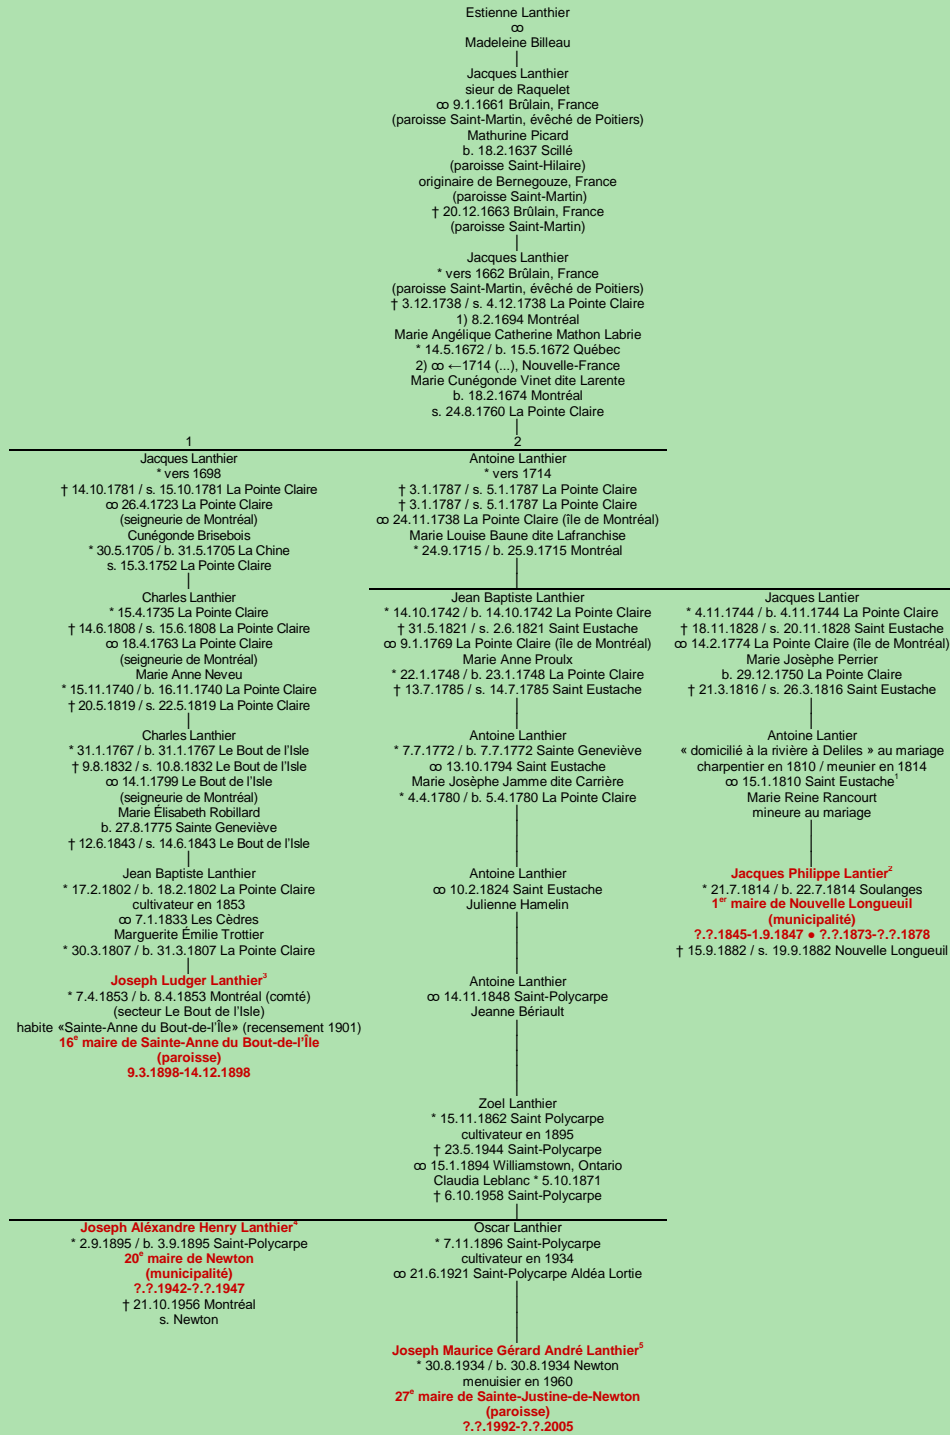 Estienne Lanthier
∞
Madeleine Billeau
Jacques Lanthier
sieur de Raquelet
∞ 9.1.1661 Brûlain, France
(paroisse Saint-Martin, évêché de Poitiers)
Mathurine Picard
b. 18.2.1637 Scillé
(paroisse Saint-Hilaire)
originaire de Bernegouze, France
(paroisse Saint-Martin)
† 20.12.1663 Brûlain, France
(paroisse Saint-Martin)
Jacques Lanthier
* vers 1662 Brûlain, France
(paroisse Saint-Martin, évêché de Poitiers)
† 3.12.1738 / s. 4.12.1738 La Pointe Claire
1) 8.2.1694 Montréal
Marie Angélique Catherine Mathon Labrie
* 14.5.1672 / b. 15.5.1672 Québec
2) ∞ ←1714 (...), Nouvelle-France
Marie Cunégonde Vinet dite Larente
b. 18.2.1674 Montréal
s. 24.8.1760 La Pointe Claire
1
Jacques Lanthier
* vers 1698
† 14.10.1781 / s. 15.10.1781 La Pointe Claire
∞ 26.4.1723 La Pointe Claire
(seigneurie de Montréal)
Cunégonde Brisebois
* 30.5.1705 / b. 31.5.1705 La Chine
s. 15.3.1752 La Pointe Claire
Charles Lanthier
* 15.4.1735 La Pointe Claire
† 14.6.1808 / s. 15.6.1808 La Pointe Claire
∞ 18.4.1763 La Pointe Claire
(seigneurie de Montréal)
Marie Anne Neveu
* 15.11.1740 / b. 16.11.1740 La Pointe Claire
† 20.5.1819 / s. 22.5.1819 La Pointe Claire
Charles Lanthier
* 31.1.1767 / b. 31.1.1767 Le Bout de l'Isle
† 9.8.1832 / s. 10.8.1832 Le Bout de l'Isle
∞ 14.1.1799 Le Bout de l'Isle
(seigneurie de Montréal)
Marie Élisabeth Robillard
b. 27.8.1775 Sainte Geneviève
† 12.6.1843 / s. 14.6.1843 Le Bout de l'Isle
Jean Baptiste Lanthier
* 17.2.1802 / b. 18.2.1802 La Pointe Claire
cultivateur en 1853
∞ 7.1.1833 Les Cèdres
Marguerite Émilie Trottier
* 30.3.1807 / b. 31.3.1807 La Pointe Claire
Joseph Ludger Lanthier³
* 7.4.1853 / b. 8.4.1853 Montréal (comté)
(secteur Le Bout de l'Isle)
habite «Sainte-Anne du Bout-de-l'Île» (recensement 1901)
16e maire de Sainte-Anne du Bout-de-l'Île
(paroisse)
9.3.1898-14.12.1898
2
Antoine Lanthier
* vers 1714
† 3.1.1787 / s. 5.1.1787 La Pointe Claire
† 3.1.1787 / s. 5.1.1787 La Pointe Claire
∞ 24.11.1738 La Pointe Claire (île de Montréal)
Marie Louise Baune dite Lafranchise
* 24.9.1715 / b. 25.9.1715 Montréal
Jean Baptiste Lanthier
* 14.10.1742 / b. 14.10.1742 La Pointe Claire
† 31.5.1821 / s. 2.6.1821 Saint Eustache
∞ 9.1.1769 La Pointe Claire (île de Montréal)
Marie Anne Proulx
* 22.1.1748 / b. 23.1.1748 La Pointe Claire
† 13.7.1785 / s. 14.7.1785 Saint Eustache
Antoine Lanthier
* 7.7.1772 / b. 7.7.1772 Sainte Geneviève
∞ 13.10.1794 Saint Eustache
Marie Josèphe Jamme dite Carrière
* 4.4.1780 / b. 5.4.1780 La Pointe Claire
Antoine Lanthier
∞ 10.2.1824 Saint Eustache
Julienne Hamelin
Antoine Lanthier
∞ 14.11.1848 Saint-Polycarpe
Jeanne Bériault
Zoel Lanthier
* 15.11.1862 Saint Polycarpe
cultivateur en 1895
† 23.5.1944 Saint-Polycarpe
∞ 15.1.1894 Williamstown, Ontario
Claudia Leblanc * 5.10.1871
† 6.10.1958 Saint-Polycarpe
Jacques Lantier
* 4.11.1744 / b. 4.11.1744 La Pointe Claire
† 18.11.1828 / s. 20.11.1828 Saint Eustache
∞ 14.2.1774 La Pointe Claire (île de Montréal)
Marie Josèphe Perrier
b. 29.12.1750 La Pointe Claire
† 21.3.1816 / s. 26.3.1816 Saint Eustache
Antoine Lantier
« domicilié à la rivière à Deliles » au mariage
charpentier en 1810 / meunier en 1814
∞ 15.1.1810 Saint Eustache¹
Marie Reine Rancourt
mineure au mariage
Jacques Philippe Lantier²
* 21.7.1814 / b. 22.7.1814 Soulanges
1er maire de Nouvelle Longueuil
(municipalité)
?.?.1845-1.9.1847 ● ?.?.1873-?.?.1878
† 15.9.1882 / s. 19.9.1882 Nouvelle Longueuil
Joseph Aléxandre Henry Lanthier⁴
* 2.9.1895 / b. 3.9.1895 Saint-Polycarpe
20e maire de Newton
(municipalité)
?.?.1942-?.?.1947
† 21.10.1956 Montréal
s. Newton
Oscar Lanthier
* 7.11.1896 Saint-Polycarpe
cultivateur en 1934
∞ 21.6.1921 Saint-Polycarpe Aldéa Lortie
Joseph Maurice Gérard André Lanthier⁵
* 30.8.1934 / b. 30.8.1934 Newton
menuisier en 1960
27e maire de Sainte-Justine-de-Newton
(paroisse)
?.?.1992-?.?.2005